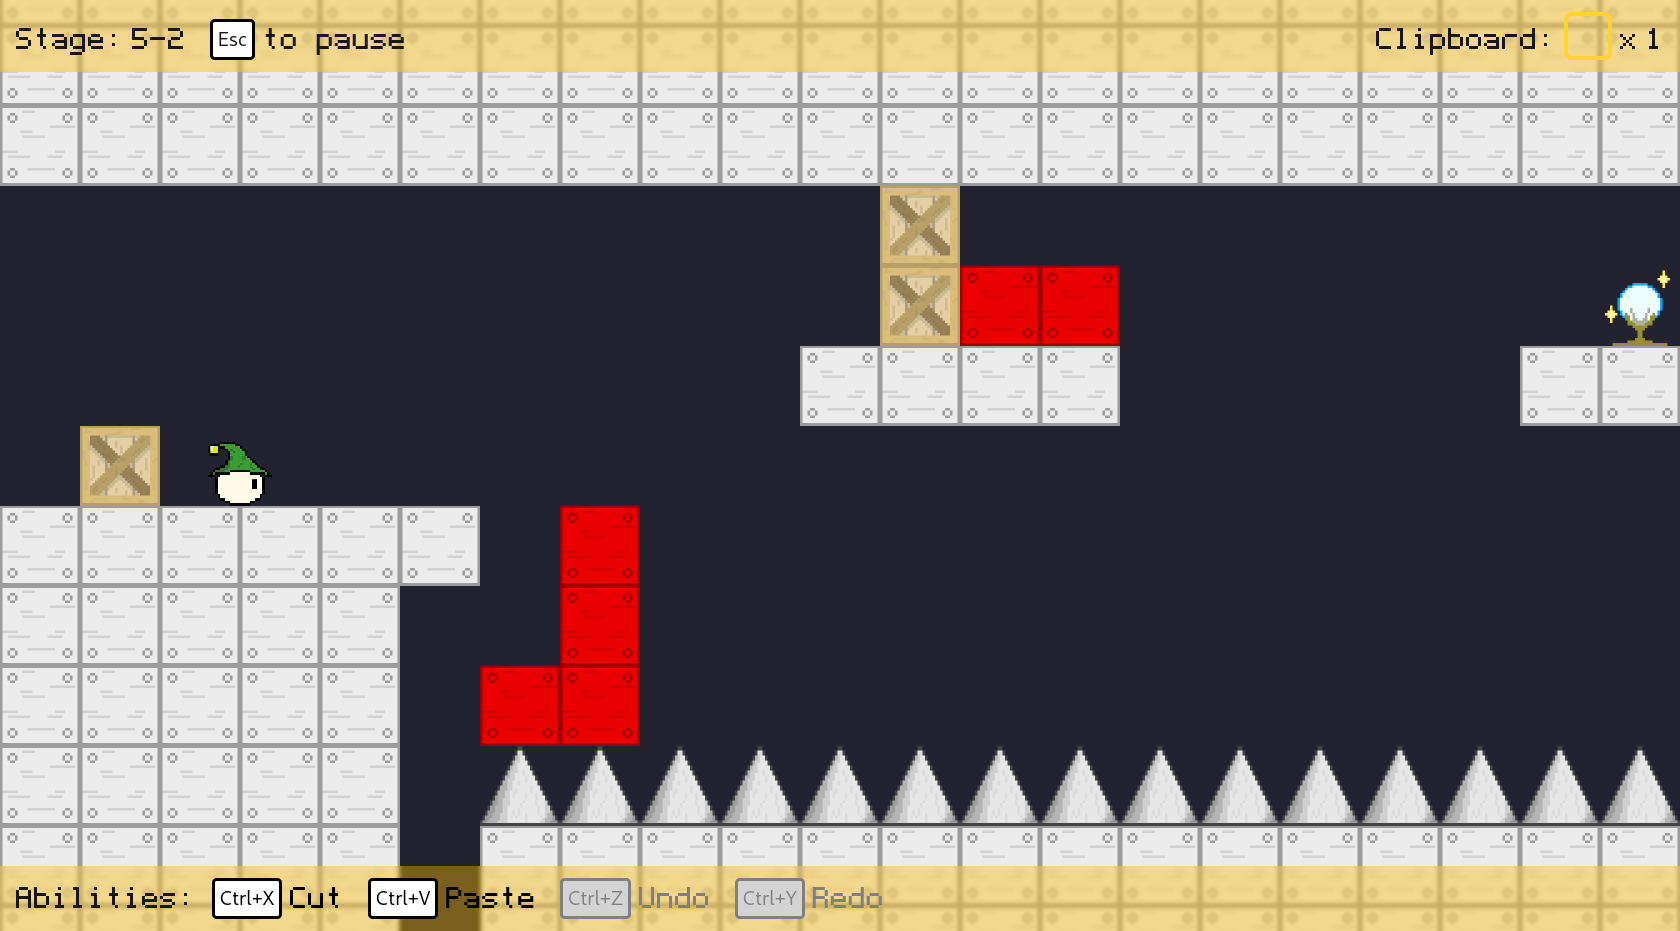 Stage: 5-2 Esc to pause Clipboard: x 1
Abilities: Ctrl+X Cut Ctrl+V Paste Ctrl+Z Undo Ctrl+Y Redo